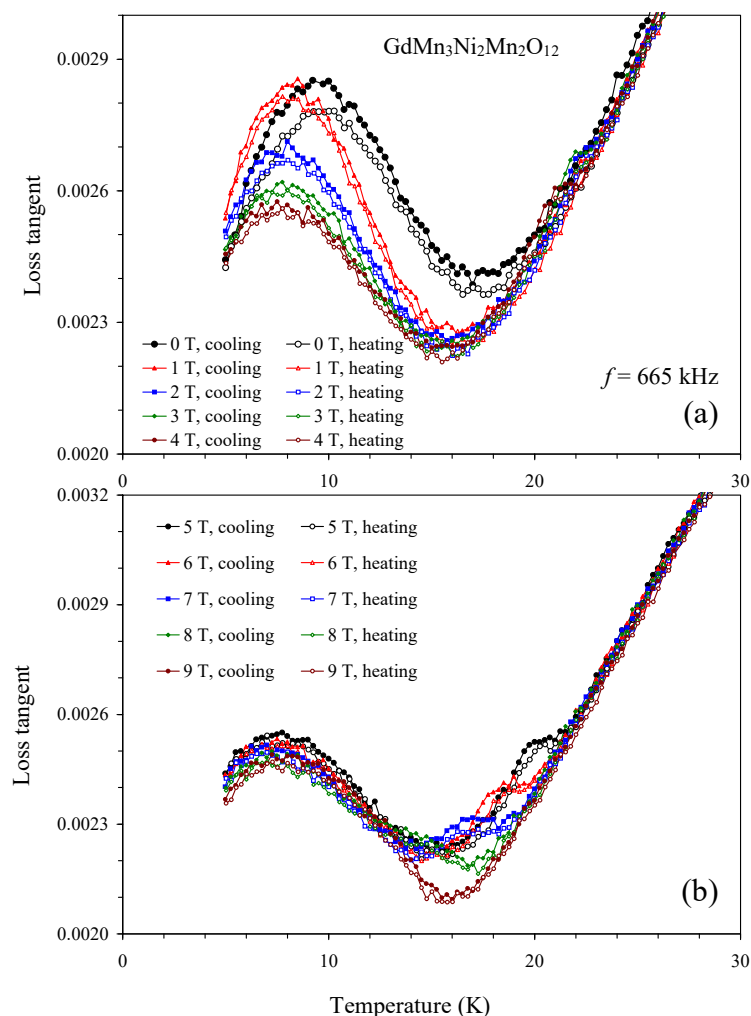 GdMn3Ni2Mn2O12
Loss tangent
0.0029
0.0026
0.0023
0.0020
0 T, cooling 0 T, heating
1 T, cooling 1 T, heating
2 T, cooling 2 T, heating
3 T, cooling 3 T, heating
4 T, cooling 4 T, heating
f = 665 kHz
(a)
0 10 20 30
0.0032
0.0029
0.0026
0.0023
0.0020
Loss tangent
5 T, cooling 5 T, heating
6 T, cooling 6 T, heating
7 T, cooling 7 T, heating
8 T, cooling 8 T, heating
9 T, cooling 9 T, heating
(b)
0 10 20 30
Temperature (K)